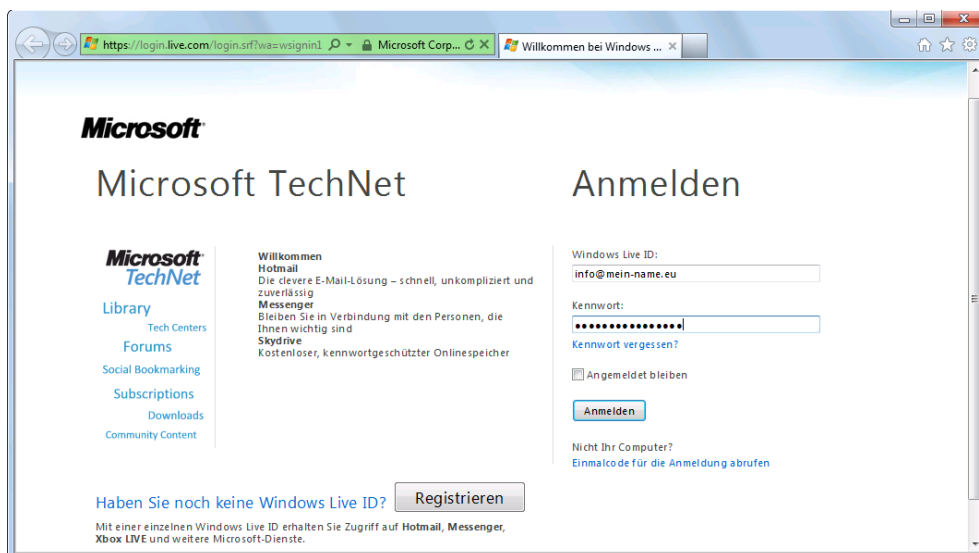 https://login.live.com/login.srf?wa=wsignin1
Microsoft Corp...
Willkommen bei Windows ...
Microsoft
Microsoft TechNet
Anmelden
Microsoft
TechNet
Library
Tech Centers
Forums
Social Bookmarking
Subscriptions
Downloads
Community Content
Willkommen
Hotmail
Die clevere E-Mail-Lösung – schnell, unkompliziert und
zuverlässig
Messenger
Bleiben Sie in Verbindung mit den Personen, die
Ihnen wichtig sind
Skydrive
Kostenloser, kennwortgeschützter Onlinespeicher
Windows Live ID:
info@mein-name.eu
Kennwort:
••••••••••••••••
Kennwort vergessen?
Angemeldet bleiben
Anmelden
Nicht Ihr Computer?
Einmalcode für die Anmeldung abrufen
Haben Sie noch keine Windows Live ID?
Registrieren
Mit einer einzelnen Windows Live ID erhalten Sie Zugriff auf Hotmail, Messenger,
Xbox LIVE und weitere Microsoft-Dienste.